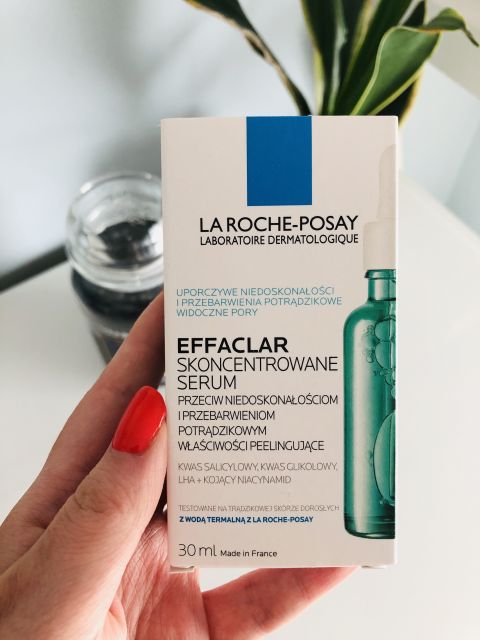 LA ROCHE-POSAY
LABORATOIRE DERMATOLOGIQUE
UPORCZYWE NIEDOSKONAŁOŚCI
I PRZEBARWIENIA POTRĄDZIKOWE
WIDOCZNE PORY
EFFACLAR
SKONCENTROWANE
SERUM
PRZECIW NIEDOSKONAŁOŚCIOM
I PRZEBARWIENIOM
POTRĄDZIKOWYM
WŁAŚCIWOŚCI PEELINGUJĄCE
KWAS SALICYLOWY, KWAS GLIKOLOWY,
LHA + KOJĄCY NIACYNAMID
TESTOWANE NA TRĄDZIKOWEJ SKÓRZE DOROSŁYCH
Z WODĄ TERMALNĄ Z LA ROCHE-POSAY
30 ml Made in France